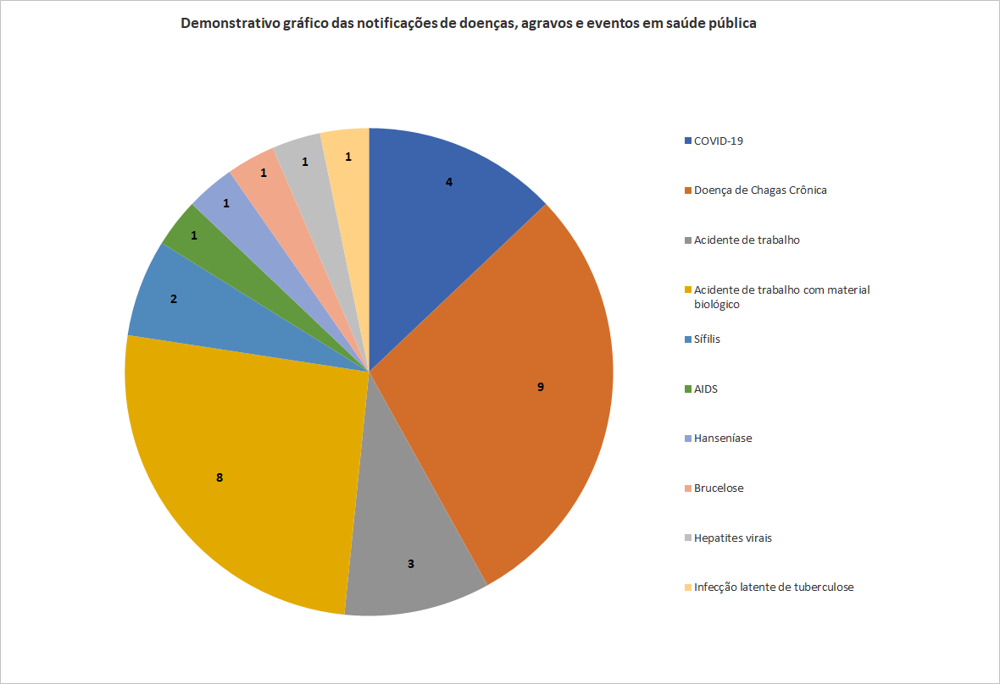 Demonstrativo gráfico das notificações de doenças, agravos e eventos em saúde pública
4
9
3
8
2
1
1
1
1
1
COVID-19
Doença de Chagas Crônica
Acidente de trabalho
Acidente de trabalho com material
biológico
Sífilis
AIDS
Hanseníase
Brucelose
Hepatites virais
Infecção latente de tuberculose